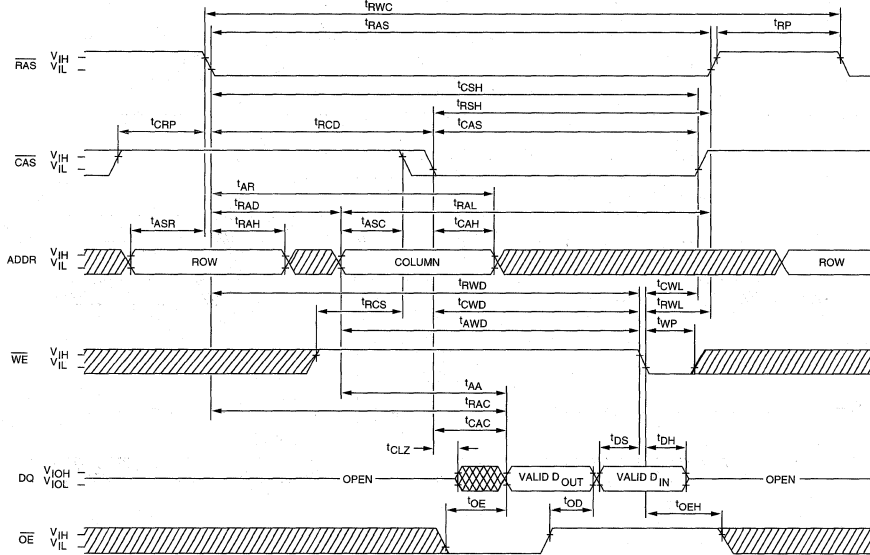 tRWC
tRAS tRP
RAS VIH
VIL
tCSH
tRSH
tCRP tRCD tCAS
CAS VIH
VIL
tAR
tRAD tRAL
tASR tRAH tASC tCAH
ADDR VIH
VIL
ROW COLUMN ROW
tRWD tCWL
tRCS tCWD tRWL
tAWD tWP
WE VIH
VIL
tAA
tRAC
tCAC
tCLZ tDS tDH
DQ VIOH
VIOL
OPEN VALID DOUT VALID DIN OPEN
tOE tOD tOEH
OE VIH
VIL